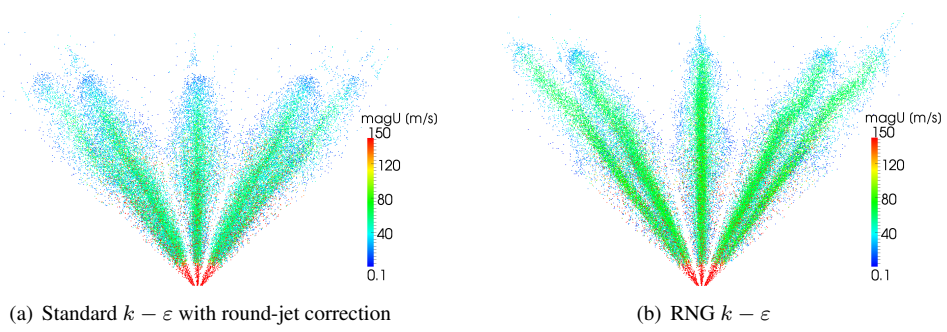 magU [m/s]
150
120
80
40
0.1
magU [m/s]
150
120
80
40
0.1
(a) Standard k − ε with round-jet correction
(b) RNG k − ε